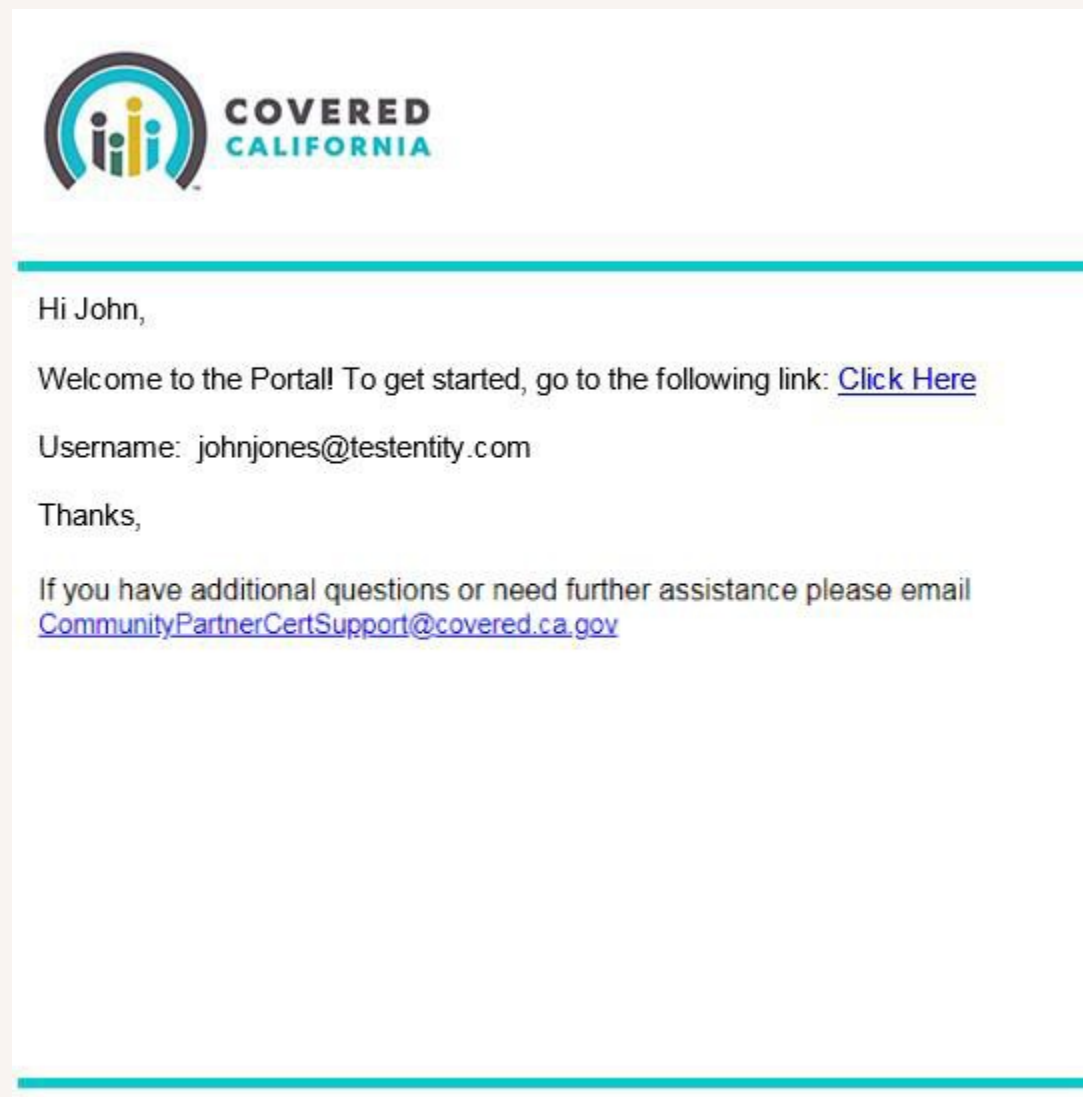 COVERED
CALIFORNIA
Hi John,
Welcome to the Portal! To get started, go to the following link: Click Here
Username: johnjones@testentity.com
Thanks,
If you have additional questions or need further assistance please email
CommunityPartnerCertSupport@covered.ca.gov